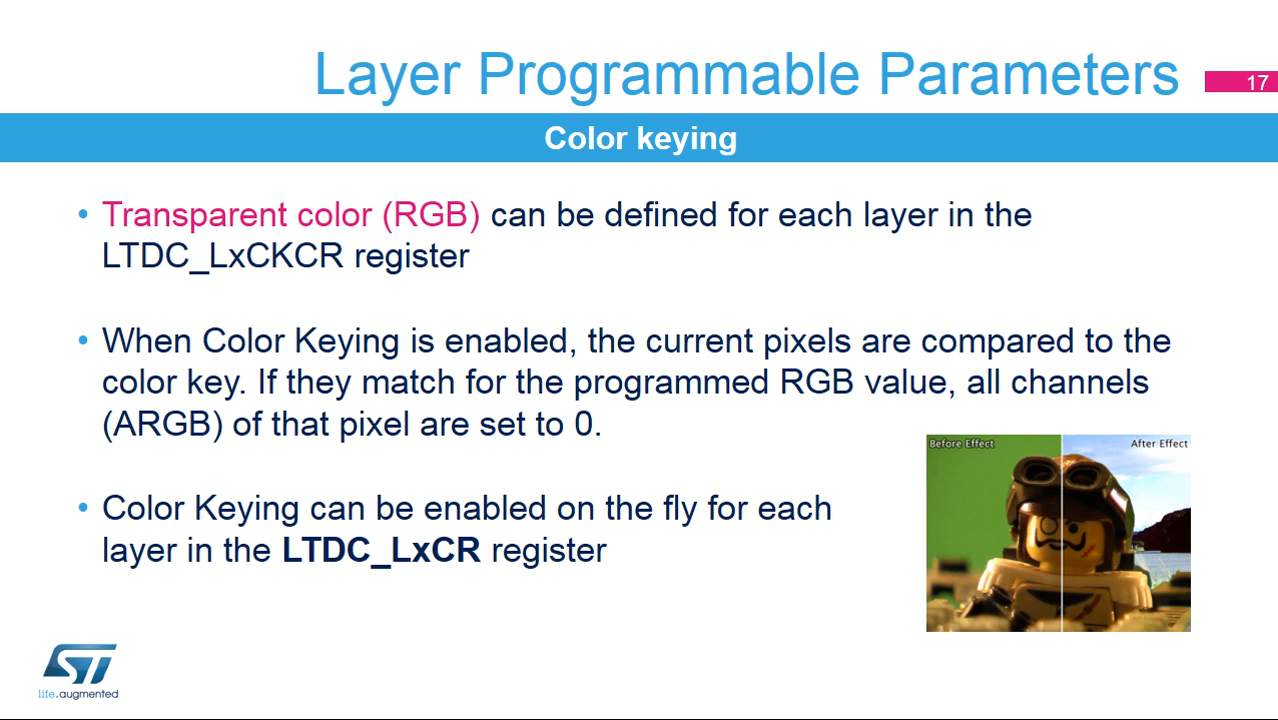 Layer Programmable Parameters
17
Color keying
• Transparent color (RGB) can be defined for each layer in the
LTDC_LxCKCR register
• When Color Keying is enabled, the current pixels are compared to the
color key. If they match for the programmed RGB value, all channels
(ARGB) of that pixel are set to 0.
Before Effect
After Effect
• Color Keying can be enabled on the fly for each
layer in the LTDC_LxCR register
ST
life.augmented